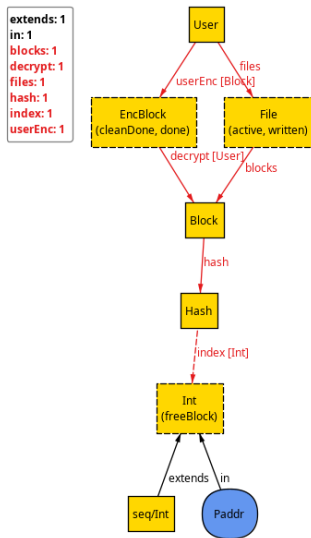 extends: 1
in: 1
blocks: 1
decrypt: 1
files: 1
hash: 1
index: 1
userEnc: 1
User
files
userEnc [Block]
EncBlock
(cleanDone, done)
File
(active, written)
decrypt [User]
blocks
Block
hash
Hash
index [Int]
Int
(freeBlock)
extends
in
seq/Int
Paddr